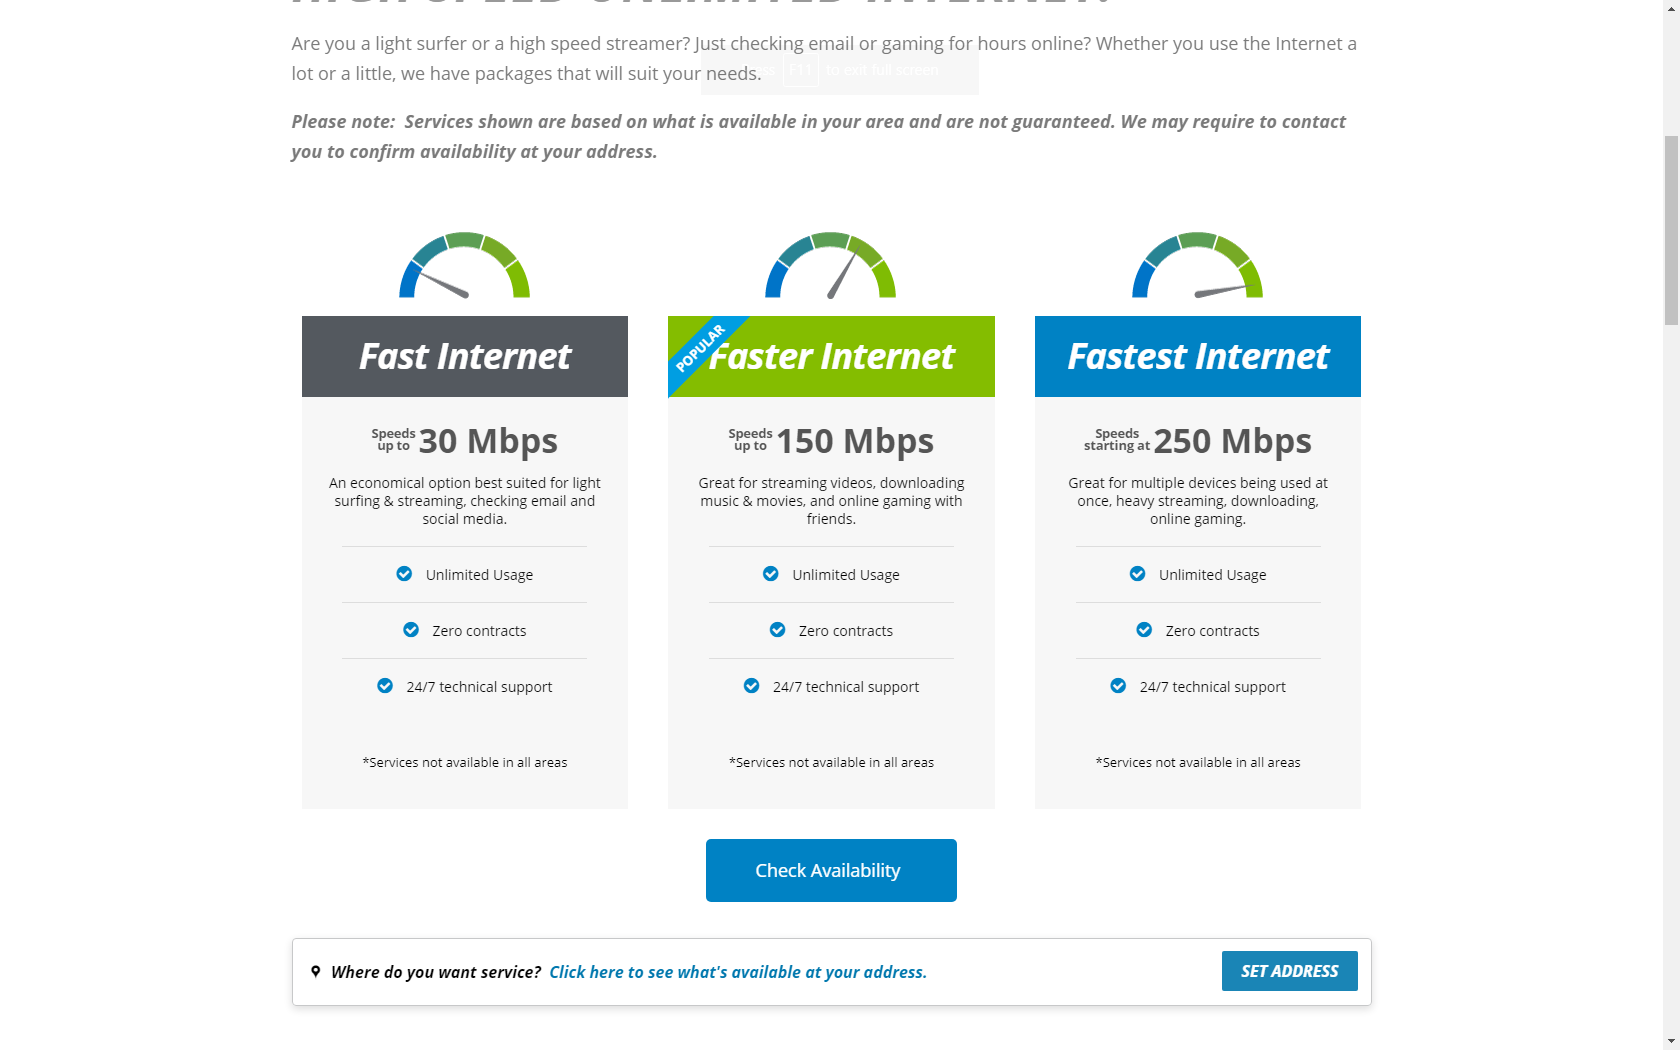 HIGH SPEED UNLIMITED INTERNET.
Are you a light surfer or a high speed streamer? Just checking email or gaming for hours online? Whether you use the Internet a
lot or a little, we have packages that will suit your needs.
F11 to exit full screen
Please note:  Services shown are based on what is available in your area and are not guaranteed. We may require to contact
you to confirm availability at your address.
Fast Internet
Speeds
up to 30 Mbps
An economical option best suited for light
surfing & streaming, checking email and
social media.
Unlimited Usage
Zero contracts
24/7 technical support
*Services not available in all areas
POPULAR
Faster Internet
Speeds
up to 150 Mbps
Great for streaming videos, downloading
music & movies, and online gaming with
friends.
Unlimited Usage
Zero contracts
24/7 technical support
*Services not available in all areas
Fastest Internet
Speeds
starting at 250 Mbps
Great for multiple devices being used at
once, heavy streaming, downloading,
online gaming.
Unlimited Usage
Zero contracts
24/7 technical support
*Services not available in all areas
Check Availability
Where do you want service? Click here to see what's available at your address.
SET ADDRESS